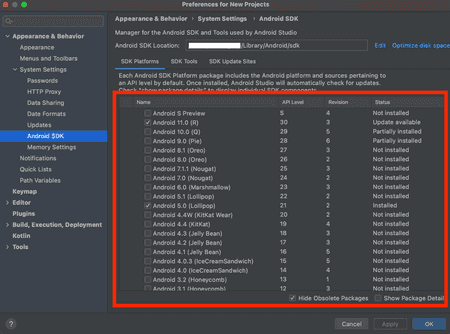 Preferences for New Projects
Appearance & Behavior
Appearance
Menus and Toolbars
System Settings
Passwords
HTTP Proxy
Data Sharing
Date Formats
Updates
Android SDK
Memory Settings
Notifications
Quick Lists
Path Variables
Keymap
Editor
Plugins
Build, Execution, Deployment
Kotlin
Tools
Appearance & Behavior › System Settings › Android SDK
Manager for the Android SDK and Tools used by Android Studio
Android SDK Location: /Library/Android/sdk Edit Optimize disk space
SDK Platforms SDK Tools SDK Update Sites
Each Android SDK Platform package includes the Android platform and sources pertaining to
an API level by default. Once installed, Android Studio will automatically check for updates.
Check "show package details" to display individual SDK components.
Name API Level Revision Status
Android S Preview S 4 Not installed
Android 11.0 (R) 30 3 Update available
Android 10.0 (Q) 29 5 Partially installed
Android 9.0 (Pie) 28 6 Partially installed
Android 8.1 (Oreo) 27 3 Not installed
Android 8.0 (Oreo) 26 2 Not installed
Android 7.1.1 (Nougat) 25 3 Not installed
Android 7.0 (Nougat) 24 2 Not installed
Android 6.0 (Marshmallow) 23 3 Not installed
Android 5.1 (Lollipop) 22 2 Not installed
Android 5.0 (Lollipop) 21 2 Installed
Android 4.4W (KitKat Wear) 20 2 Not installed
Android 4.4 (KitKat) 19 4 Not installed
Android 4.3 (Jelly Bean) 18 3 Not installed
Android 4.2 (Jelly Bean) 17 3 Not installed
Android 4.1 (Jelly Bean) 16 5 Not installed
Android 4.0.3 (IceCreamSandwich) 15 5 Not installed
Android 4.0 (IceCreamSandwich) 14 4 Not installed
Android 3.2 (Honeycomb) 13 1 Not installed
Android 3.1 (Honeycomb) 12 3 Not installed
Hide Obsolete Packages Show Package Detail
? Cancel Apply OK